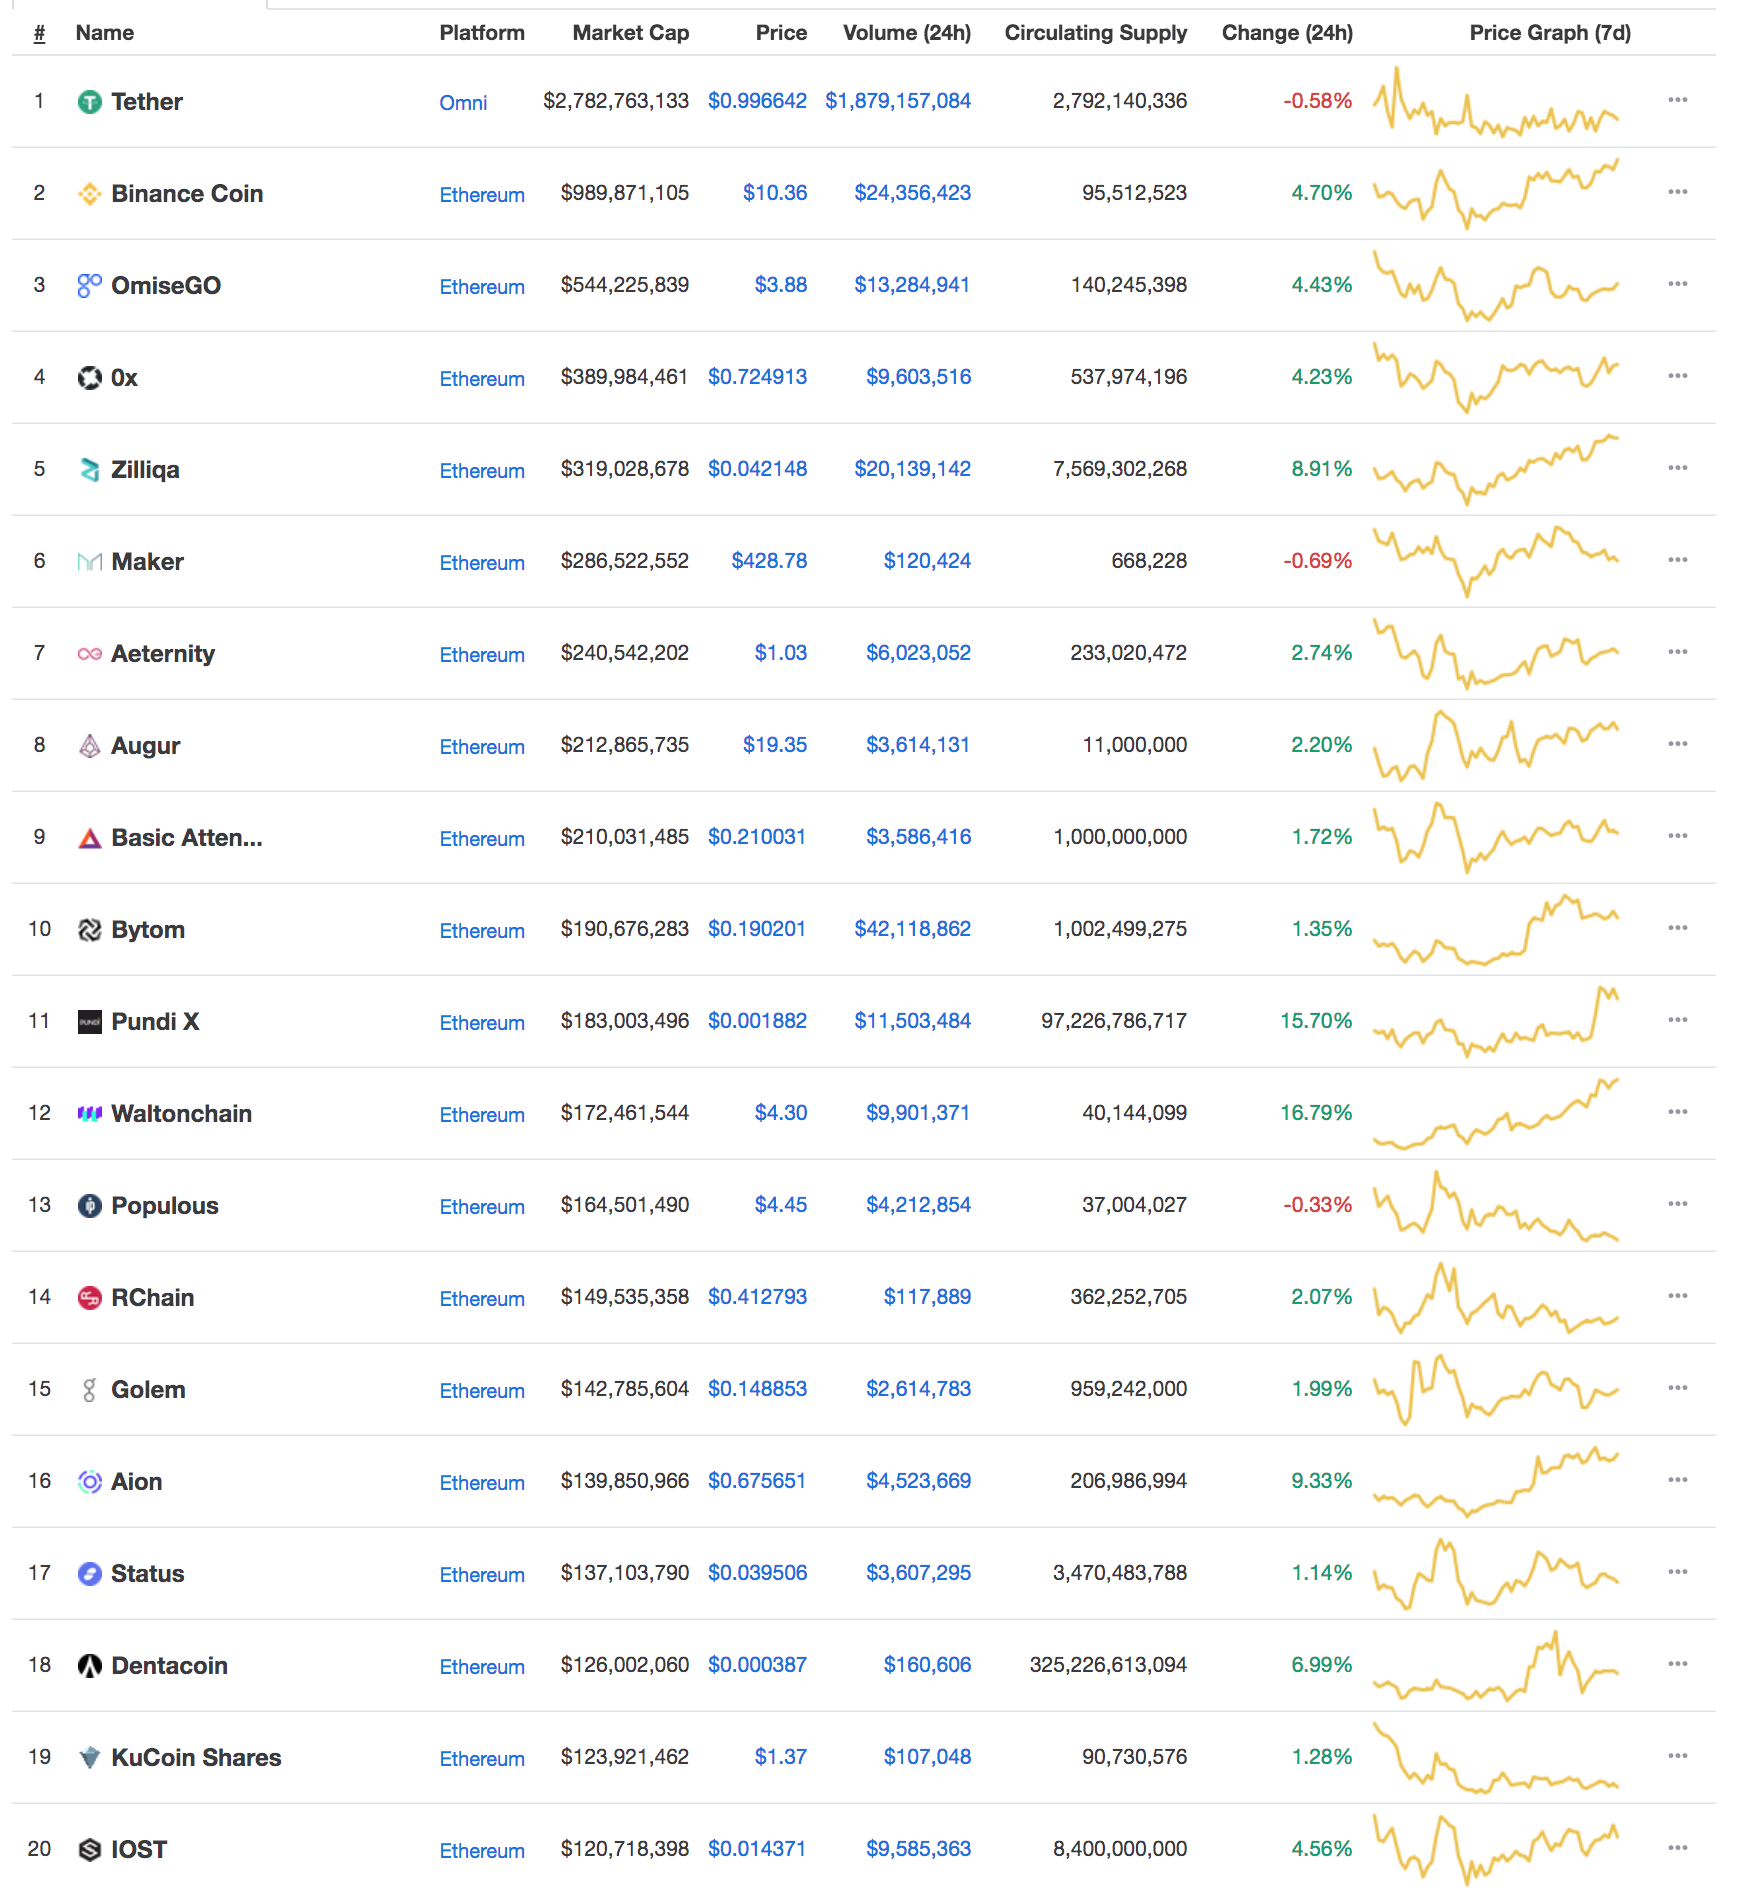 # Name Platform Market Cap Price Volume (24h) Circulating Supply Change (24h) Price Graph (7d)
1 Tether Omni $2,782,763,133 $0.996642 $1,879,157,084 2,792,140,336 -0.58%
2 Binance Coin Ethereum $989,871,105 $10.36 $24,356,423 95,512,523 4.70%
3 OmiseGO Ethereum $544,225,839 $3.88 $13,284,941 140,245,398 4.43%
4 0x Ethereum $389,984,461 $0.724913 $9,603,516 537,974,196 4.23%
5 Zilliqa Ethereum $319,028,678 $0.042148 $20,139,142 7,569,302,268 8.91%
6 Maker Ethereum $286,522,552 $428.78 $120,424 668,228 -0.69%
7 Aeternity Ethereum $240,542,202 $1.03 $6,023,052 233,020,472 2.74%
8 Augur Ethereum $212,865,735 $19.35 $3,614,131 11,000,000 2.20%
9 Basic Atten... Ethereum $210,031,485 $0.210031 $3,586,416 1,000,000,000 1.72%
10 Bytom Ethereum $190,676,283 $0.190201 $42,118,862 1,002,499,275 1.35%
11 PUNDI Pundi X Ethereum $183,003,496 $0.001882 $11,503,484 97,226,786,717 15.70%
12 Waltonchain Ethereum $172,461,544 $4.30 $9,901,371 40,144,099 16.79%
13 Populous Ethereum $164,501,490 $4.45 $4,212,854 37,004,027 -0.33%
14 RChain Ethereum $149,535,358 $0.412793 $117,889 362,252,705 2.07%
15 Golem Ethereum $142,785,604 $0.148853 $2,614,783 959,242,000 1.99%
16 Aion Ethereum $139,850,966 $0.675651 $4,523,669 206,986,994 9.33%
17 Status Ethereum $137,103,790 $0.039506 $3,607,295 3,470,483,788 1.14%
18 Dentacoin Ethereum $126,002,060 $0.000387 $160,606 325,226,613,094 6.99%
19 KuCoin Shares Ethereum $123,921,462 $1.37 $107,048 90,730,576 1.28%
20 IOST Ethereum $120,718,398 $0.014371 $9,585,363 8,400,000,000 4.56%